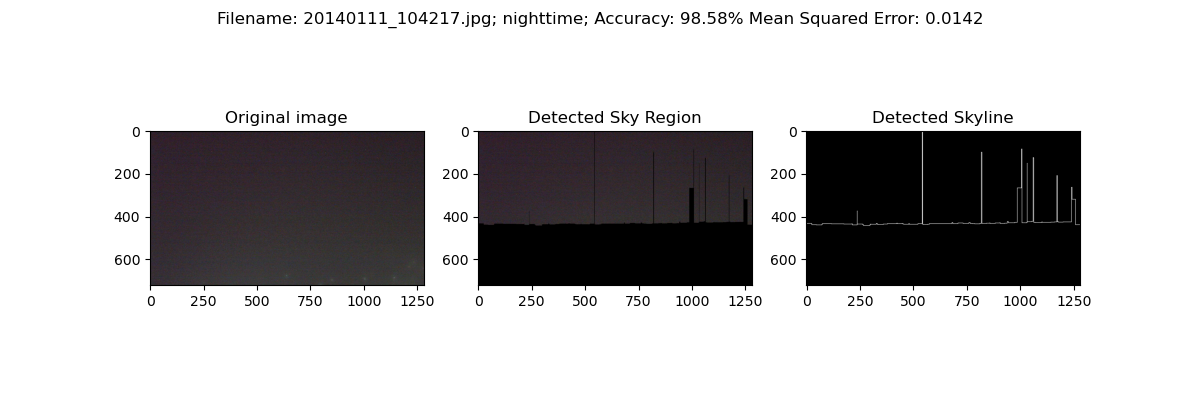 Filename: 20140111_104217.jpg; nighttime; Accuracy: 98.58% Mean Squared Error: 0.0142
Original image
Detected Sky Region
Detected Skyline
0
200
400
600
0 250 500 750 1000 1250
0
200
400
600
0 250 500 750 1000 1250
0
200
400
600
0 250 500 750 1000 1250